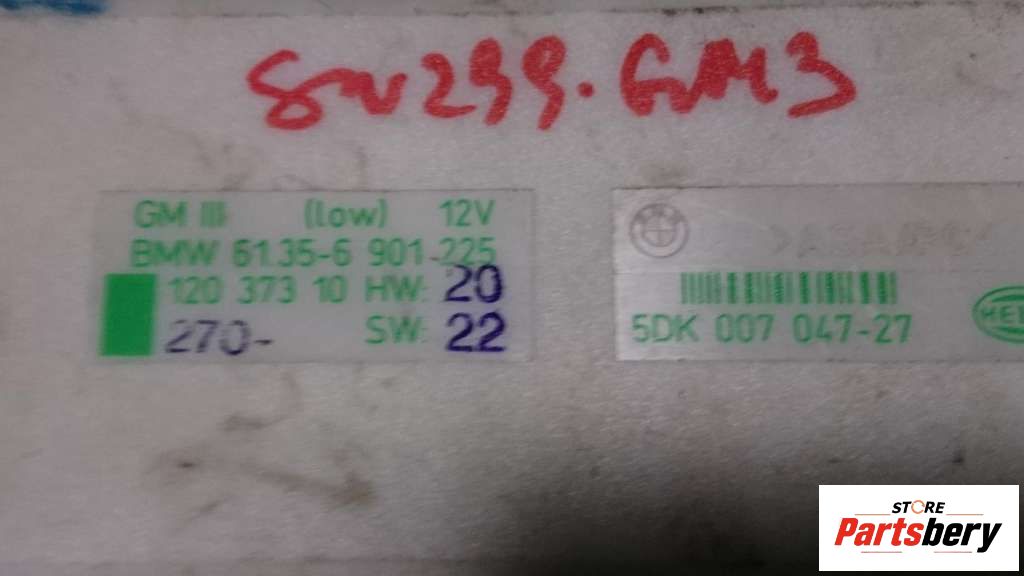 SW299.GM3
GM III (low) 12V
BMW 61.35-6 901-225
120 373 10 HW: 20
270- SW: 22
5DK 007 047-27
STORE
Partsbery